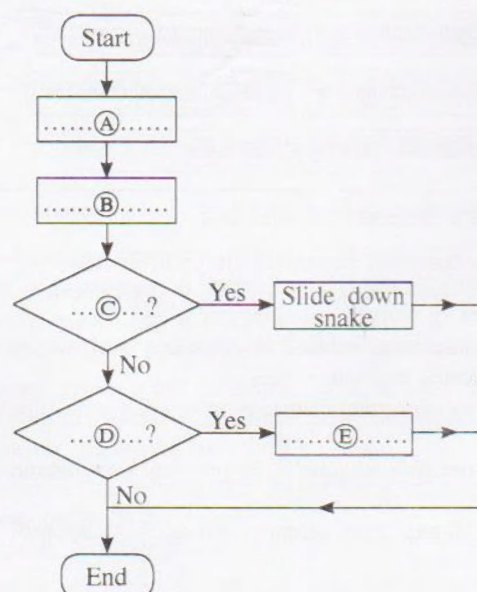 Start
......Ⓐ......
......Ⓑ......
...Ⓒ...?
Yes
Slide down
snake
No
...Ⓓ...?
Yes
......Ⓔ......
No
End